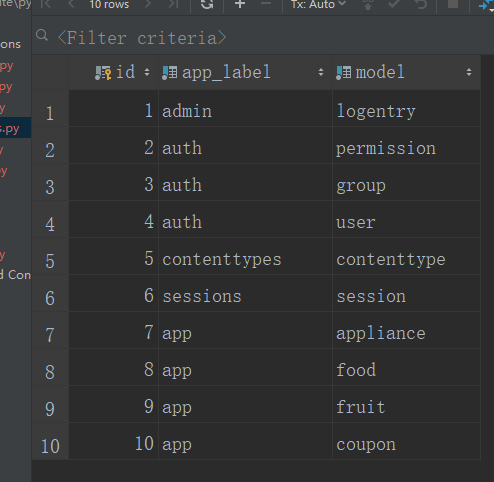 ite\py
10 rows
Tx: Auto
ons
<Filter criteria>
py
.py
y
s.py
y
py
y
d Con
id app_label model
1 1 admin logentry
2 2 auth permission
3 3 auth group
4 4 auth user
5 5 contenttypes contenttype
6 6 sessions session
7 7 app appliance
8 8 app food
9 9 app fruit
10 10 app coupon